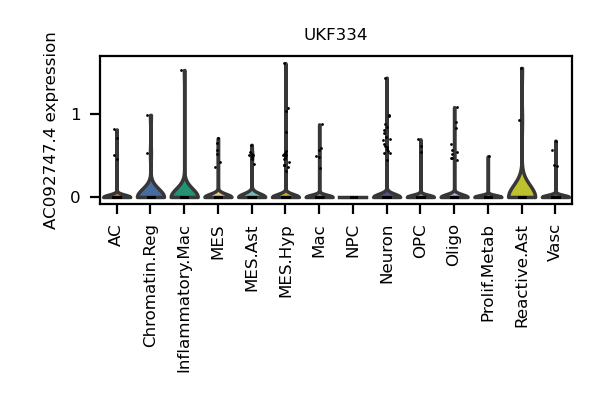 UKF334
AC092747.4 expression
1
0
AC
Chromatin.Reg
Inflammatory.Mac
MES
MES.Ast
MES.Hyp
Mac
NPC
Neuron
OPC
Oligo
Prolif.Metab
Reactive.Ast
Vasc